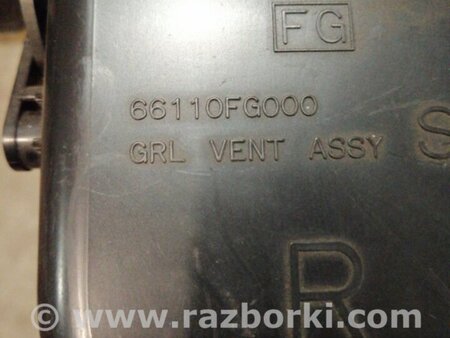 FG
66110FG000
GRL VENT ASSY S
R
www.razborki.com